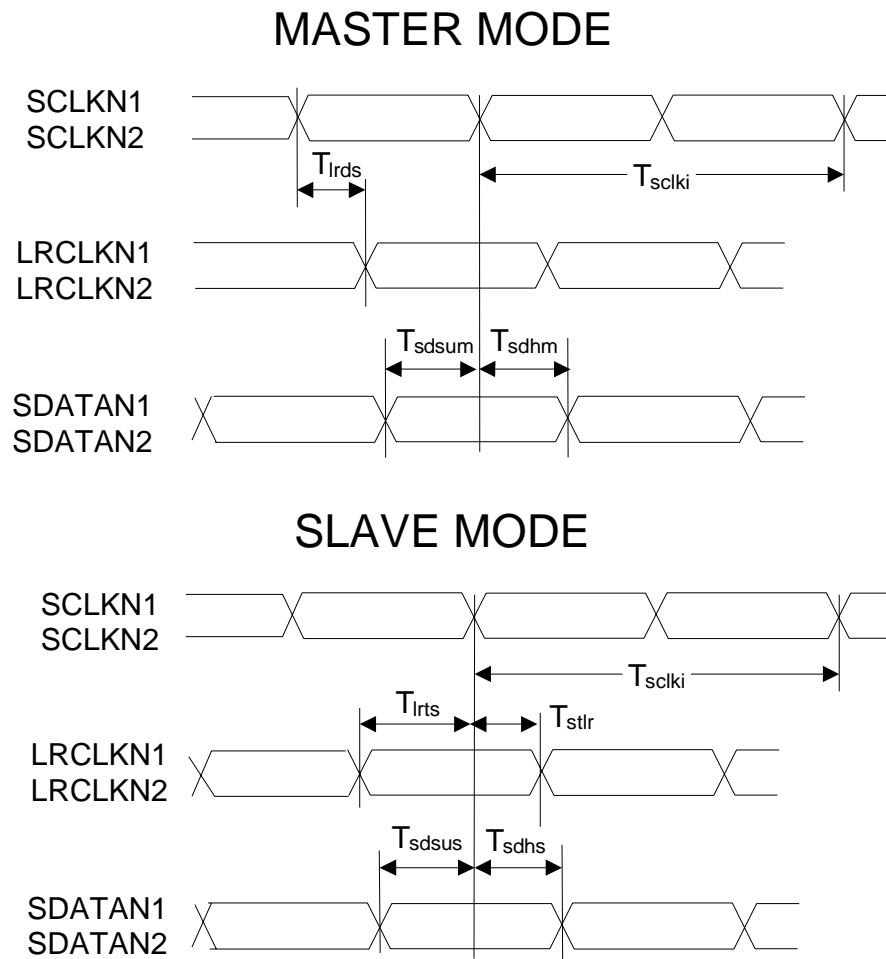 MASTER MODE
SCLKN1
SCLKN2
Tlrds
Tsclki
LRCLKN1
LRCLKN2
Tsdsum
Tsdhm
SDATAN1
SDATAN2
SLAVE MODE
SCLKN1
SCLKN2
Tsclki
Tlrts
Tstlr
LRCLKN1
LRCLKN2
Tsdsus
Tsdhs
SDATAN1
SDATAN2